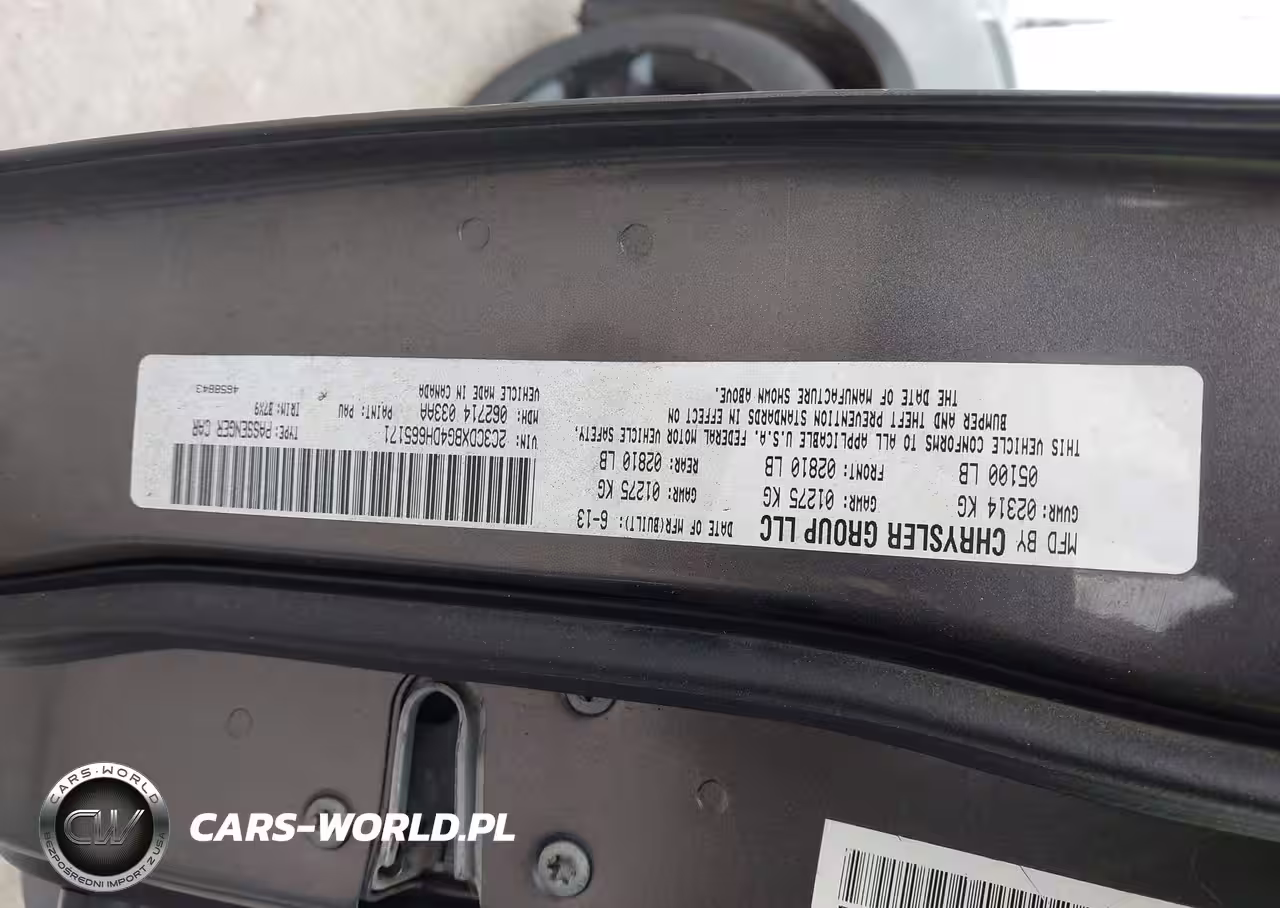 MFD BY CHRYSLER GROUP LLC DATE OF MFR(BUILT): 6-13
GVWR: 02314 KG GAWR: 01275 KG GAWR: 01275 KG
05100 LB FRONT: 02810 LB REAR: 02810 LB
THIS VEHICLE CONFORMS TO ALL APPLICABLE U.S.A. FEDERAL MOTOR VEHICLE SAFETY,
BUMPER AND THEFT PREVENTION STANDARDS IN EFFECT ON
THE DATE OF MANUFACTURE SHOWN ABOVE.
VIN: 2C3CDXBG4DH665171 TYPE: PASSENGER CAR
MDH: 062714 033AA PAINT: PAU TRIM: B7X9
VEHICLE MADE IN CANADA 4658843
CARS-WORLD
CW
BEZPOŚREDNI IMPORT Z USA
CARS-WORLD.PL